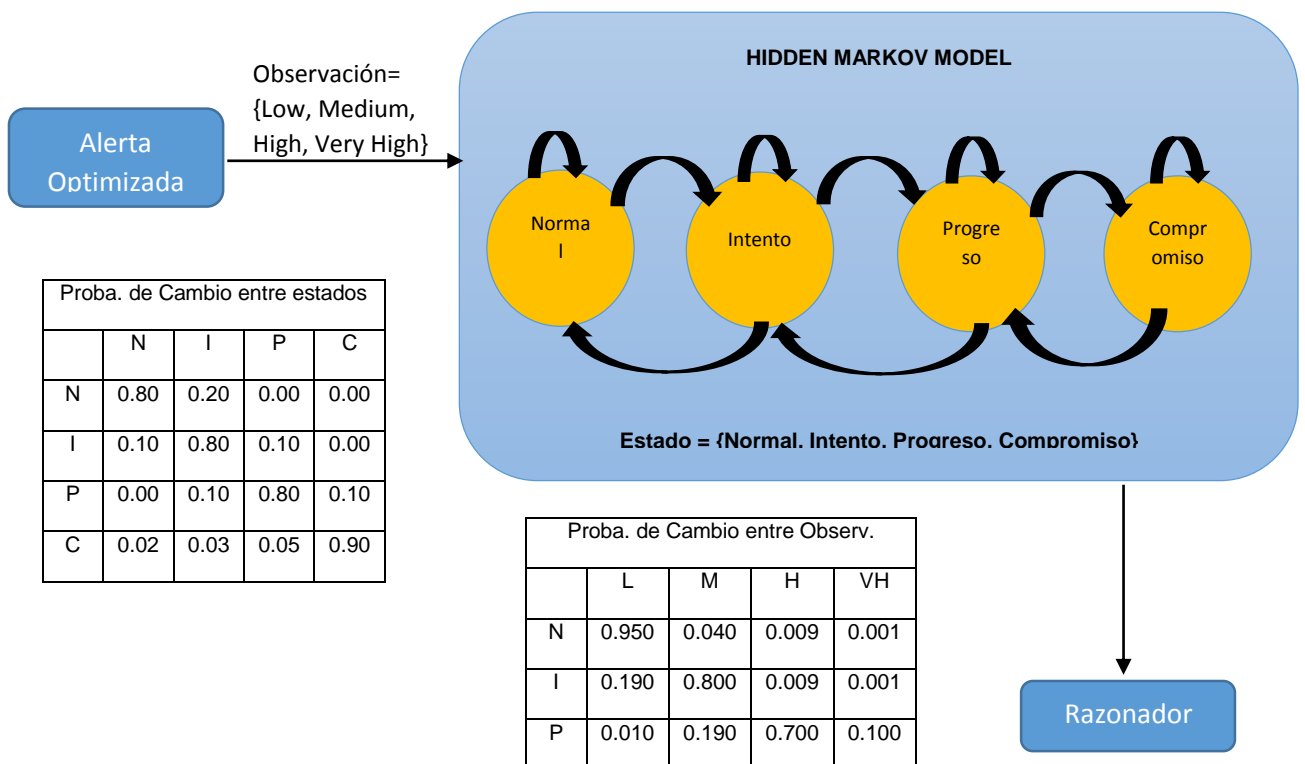 HIDDEN MARKOV MODEL
Observación=
{Low, Medium,
High, Very High}
Alerta
Optimizada
Norma
l
Intento
Progre
so
Compr
omiso
Estado = {Normal, Intento, Progreso, Compromiso}
Proba. de Cambio entre estados
N I P C
N 0.80 0.20 0.00 0.00
I 0.10 0.80 0.10 0.00
P 0.00 0.10 0.80 0.10
C 0.02 0.03 0.05 0.90
Proba. de Cambio entre Observ.
L M H VH
N 0.950 0.040 0.009 0.001
I 0.190 0.800 0.009 0.001
P 0.010 0.190 0.700 0.100
Razonador